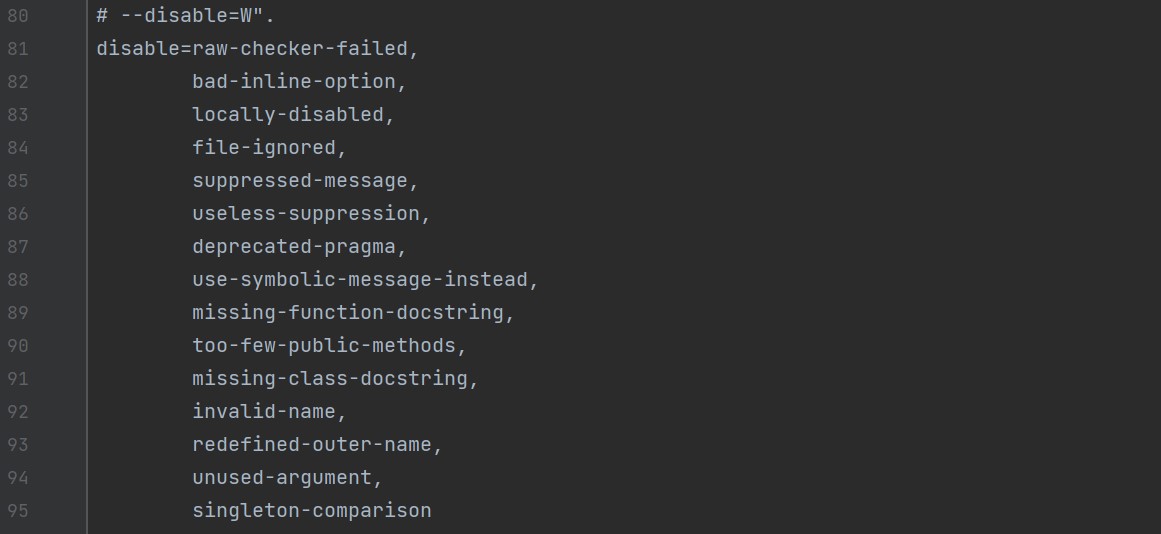 80 # --disable=W".
81 disable=raw-checker-failed,
82 bad-inline-option,
83 locally-disabled,
84 file-ignored,
85 suppressed-message,
86 useless-suppression,
87 deprecated-pragma,
88 use-symbolic-message-instead,
89 missing-function-docstring,
90 too-few-public-methods,
91 missing-class-docstring,
92 invalid-name,
93 redefined-outer-name,
94 unused-argument,
95 singleton-comparison